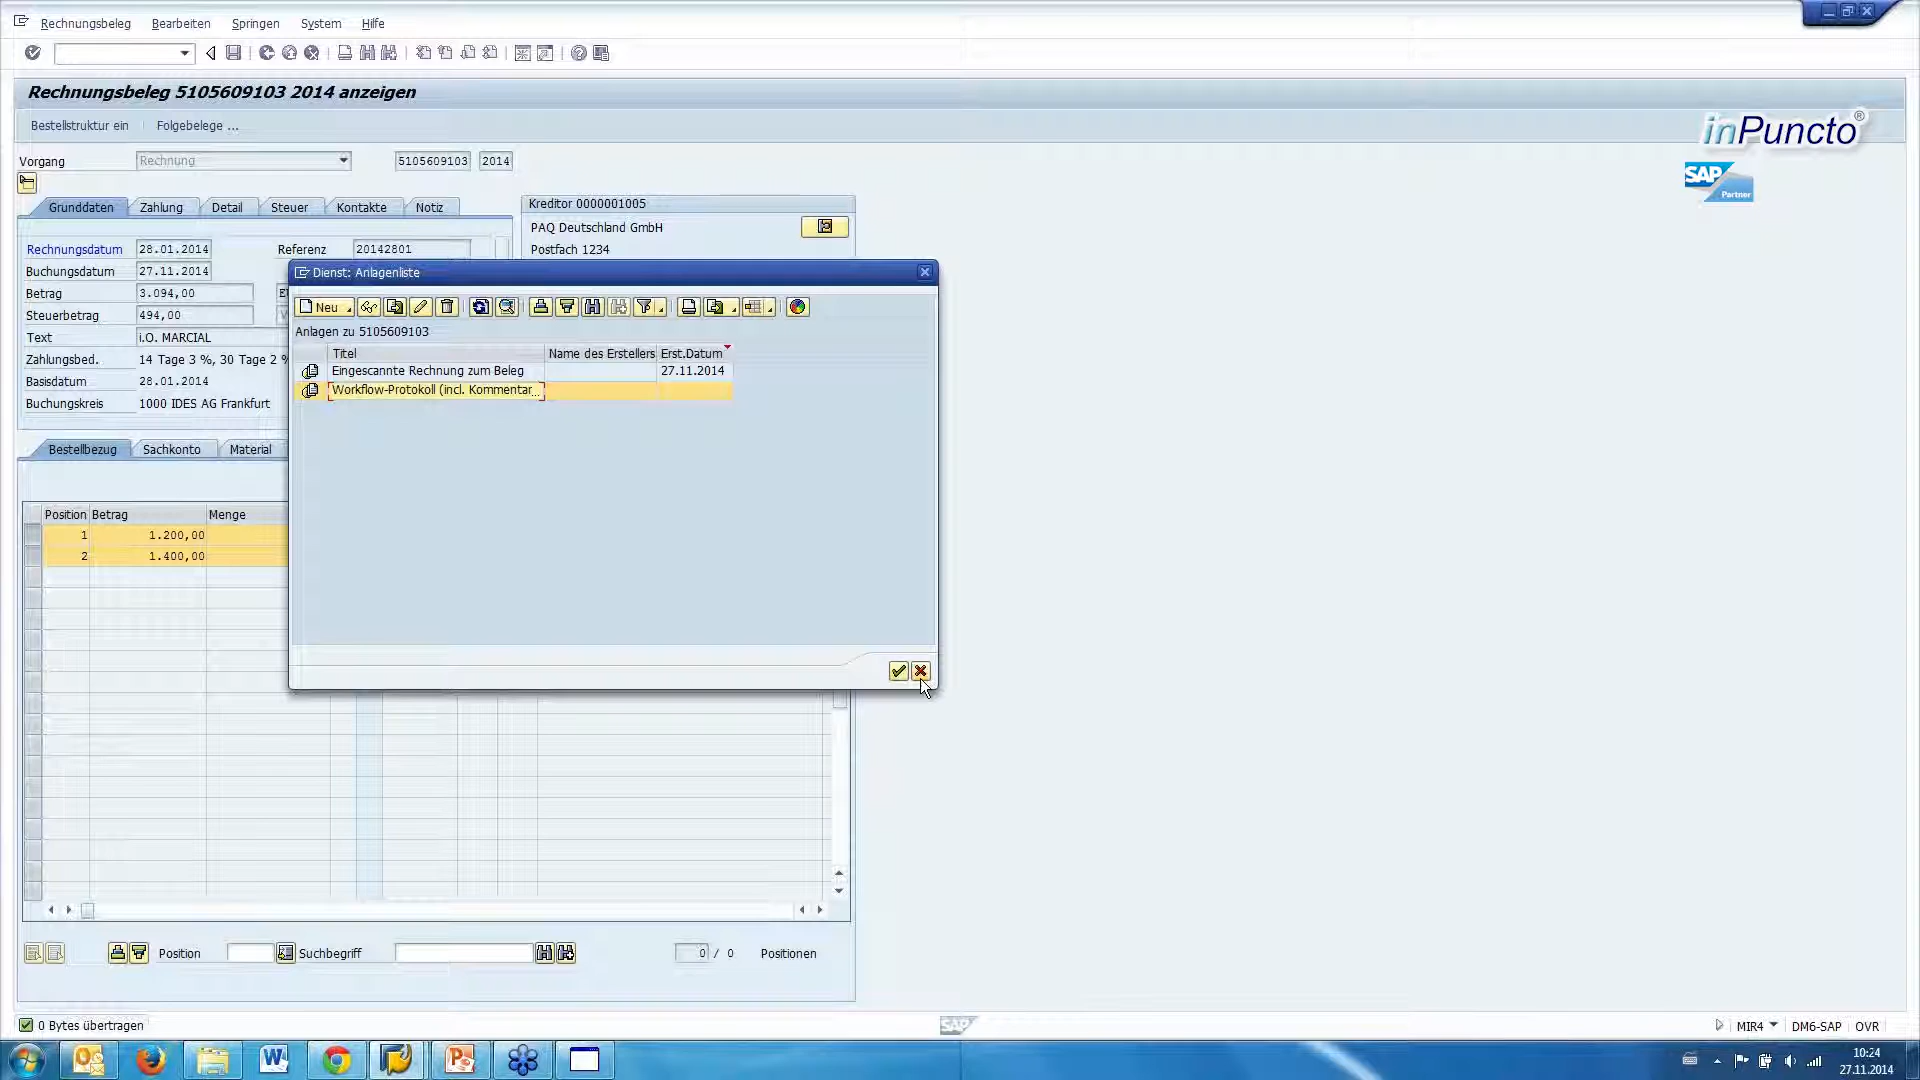 Rechnungsbeleg Bearbeiten Springen System Hilfe
Rechnungsbeleg 5105609103 2014 anzeigen
Bestellstruktur ein Folgebelege ...
inPuncto®
SAP
Partner
Vorgang Rechnung 5105609103 2014
Grunddaten Zahlung Detail Steuer Kontakte Notiz
Kreditor 0000001005
PAQ Deutschland GmbH
Postfach 1234
Rechnungsdatum 28.01.2014 Referenz 20142801
Buchungsdatum 27.11.2014
Betrag 3.094,00
Steuerbetrag 494,00
Text i.O. MARCIAL
Zahlungsbed. 14 Tage 3 %, 30 Tage 2 %
Basisdatum 28.01.2014
Buchungskreis 1000 IDES AG Frankfurt
Dienst: Anlagenliste
Neu
Anlagen zu 5105609103
Titel Name des Erstellers Erst.Datum
Eingescannte Rechnung zum Beleg 27.11.2014
Workflow-Protokoll (incl. Kommentar...
Bestellbezug Sachkonto Material
Position Betrag Menge
1 1.200,00
2 1.400,00
Position Suchbegriff 0 / 0 Positionen
0 Bytes übertragen
SAP
MIR4 DM6-SAP OVR
10:24
27.11.2014